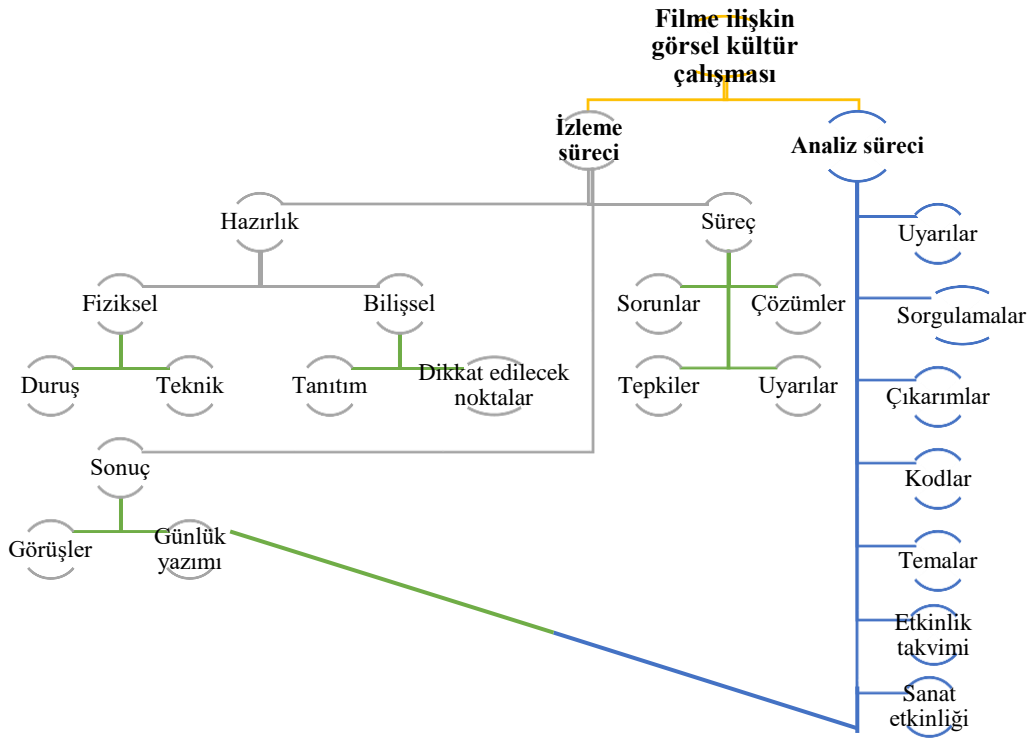 Filme ilişkin
görsel kültür
çalışması
İzleme
süreci
Analiz süreci
Hazırlık
Süreç
Uyarılar
Fiziksel
Bilişsel
Sorunlar
Çözümler
Sorgulamalar
Duruş
Teknik
Tanıtım
Dikkat edilecek
noktalar
Tepkiler
Uyarılar
Çıkarımlar
Sonuç
Kodlar
Görüşler
Günlük
yazımı
Temalar
Etkinlik
takvimi
Sanat
etkinliği